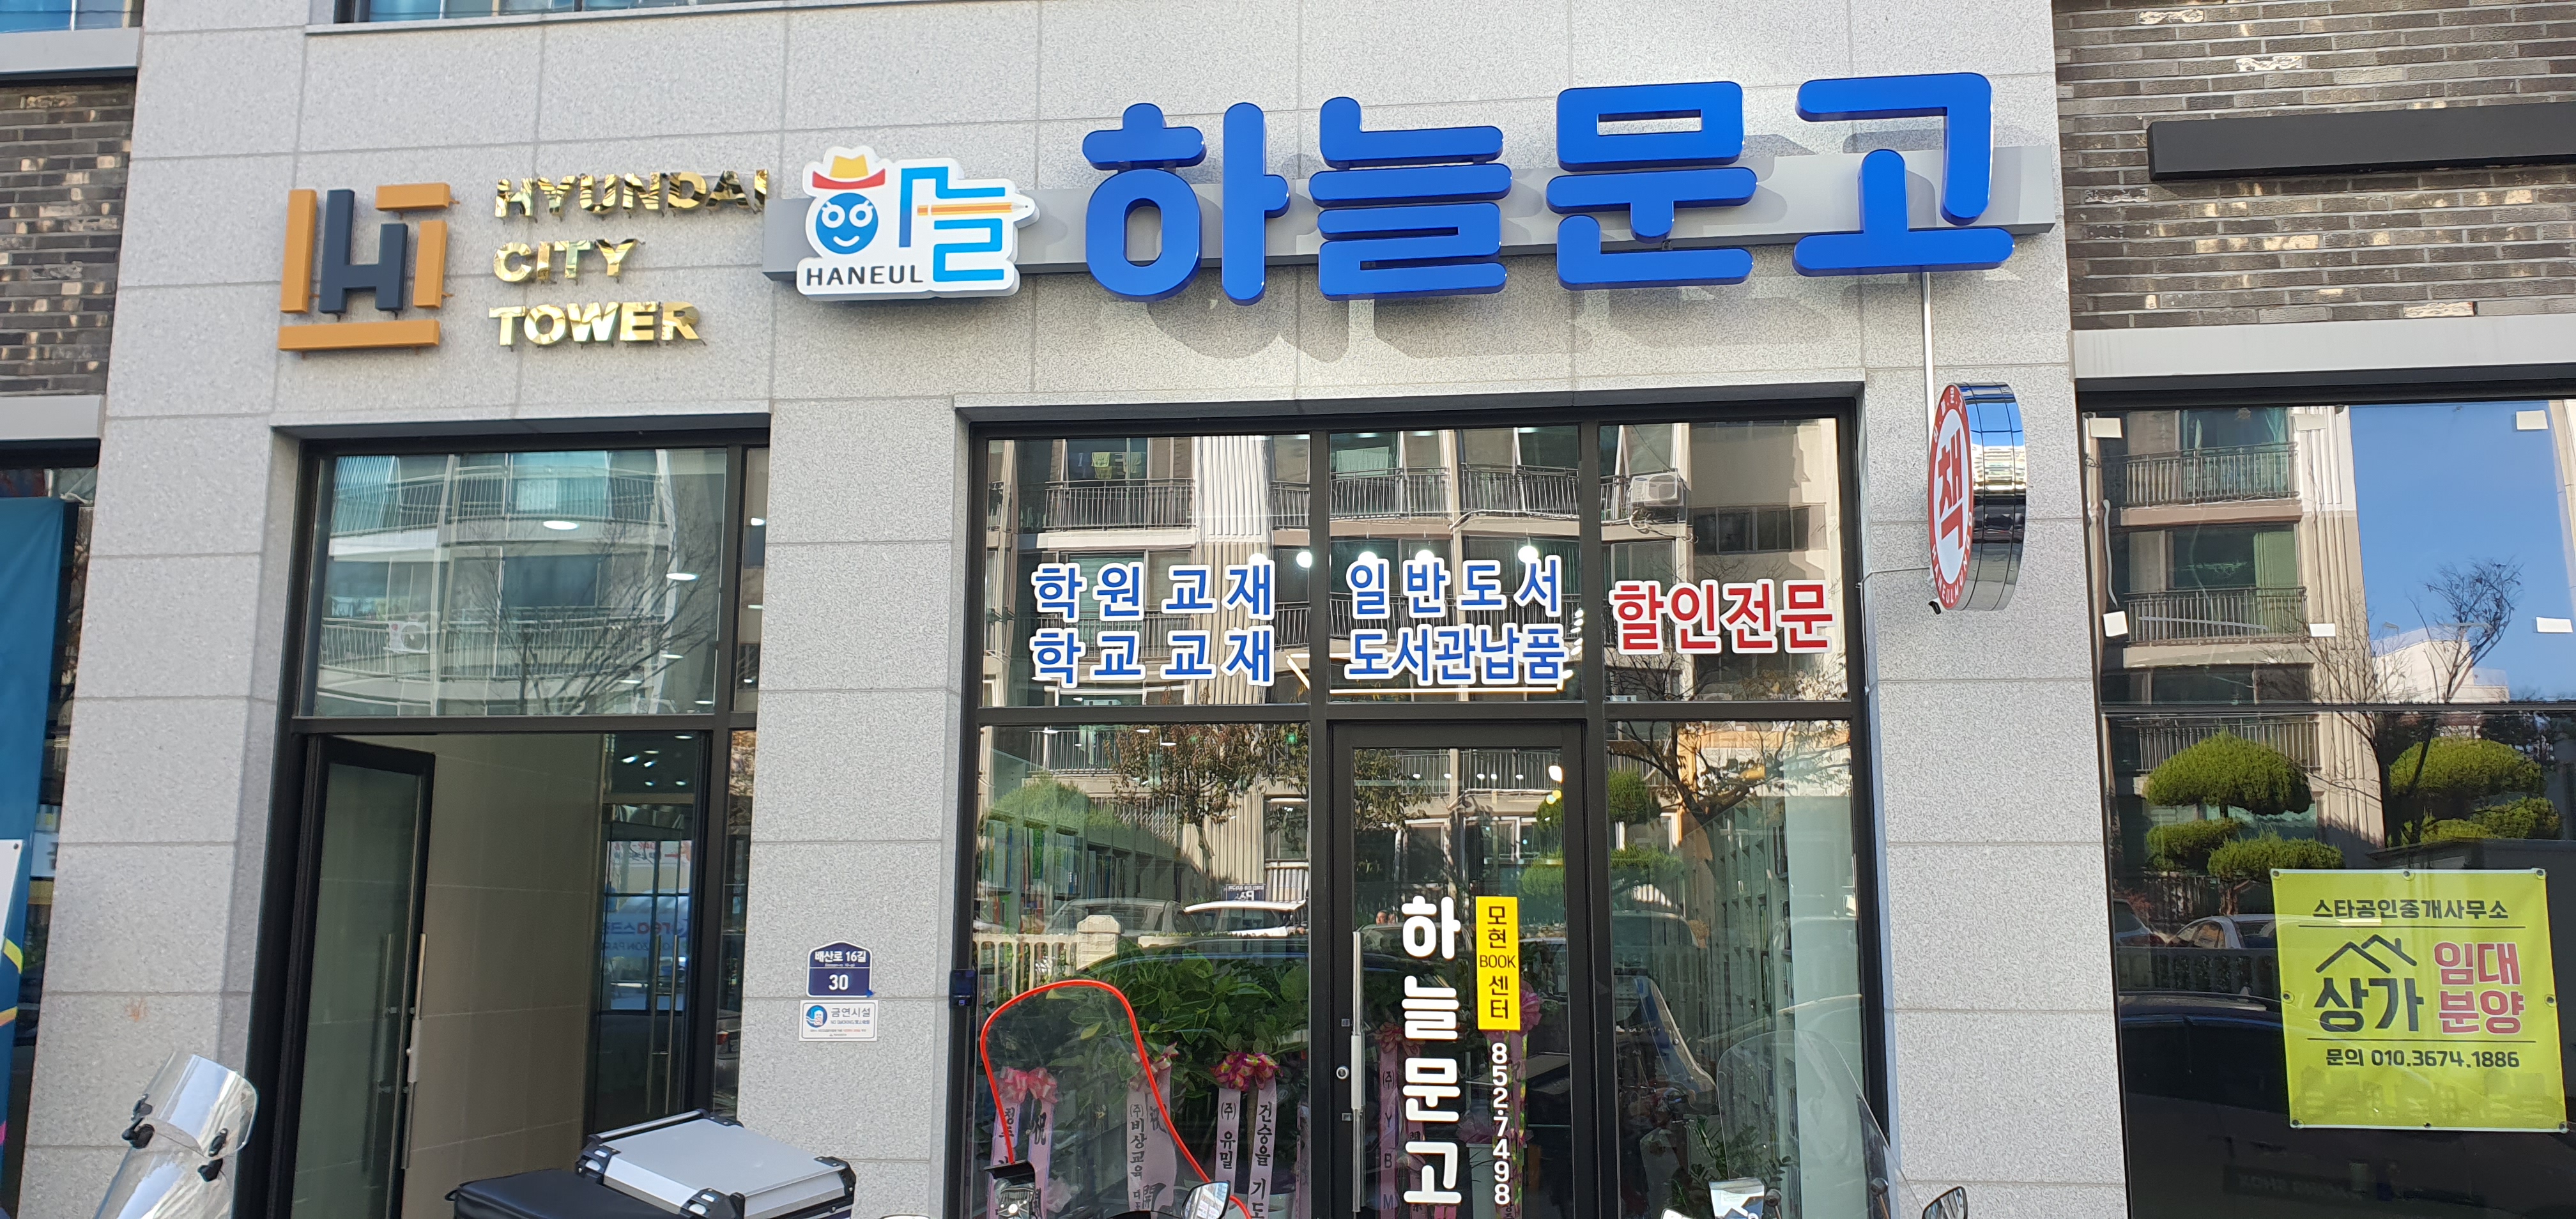 HYUNDAI
CITY
TOWER
하늘
HANEUL
하늘문고
책
학원 교재
학교 교재
일반도서
도서관납품
할인전문
배산로 16길
30
금연시설
하늘문고
모현
BOOK
센터
852·7498
스타공인중개사무소
상가
임대
분양
문의 010.3674.1886
(주)비상교육
(주) 유밀
건승을 기도